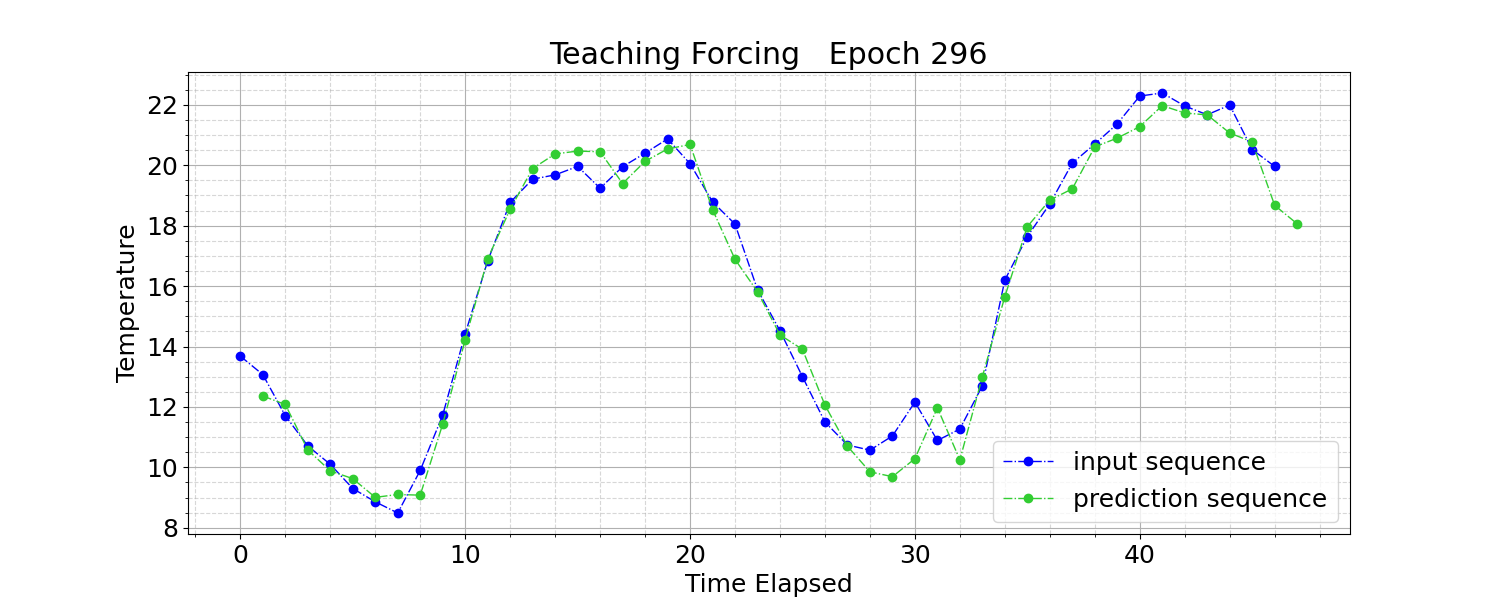 Teaching Forcing   Epoch 296
Temperature
22
20
18
16
14
12
10
8
input sequence
prediction sequence
0 10 20 30 40
Time Elapsed